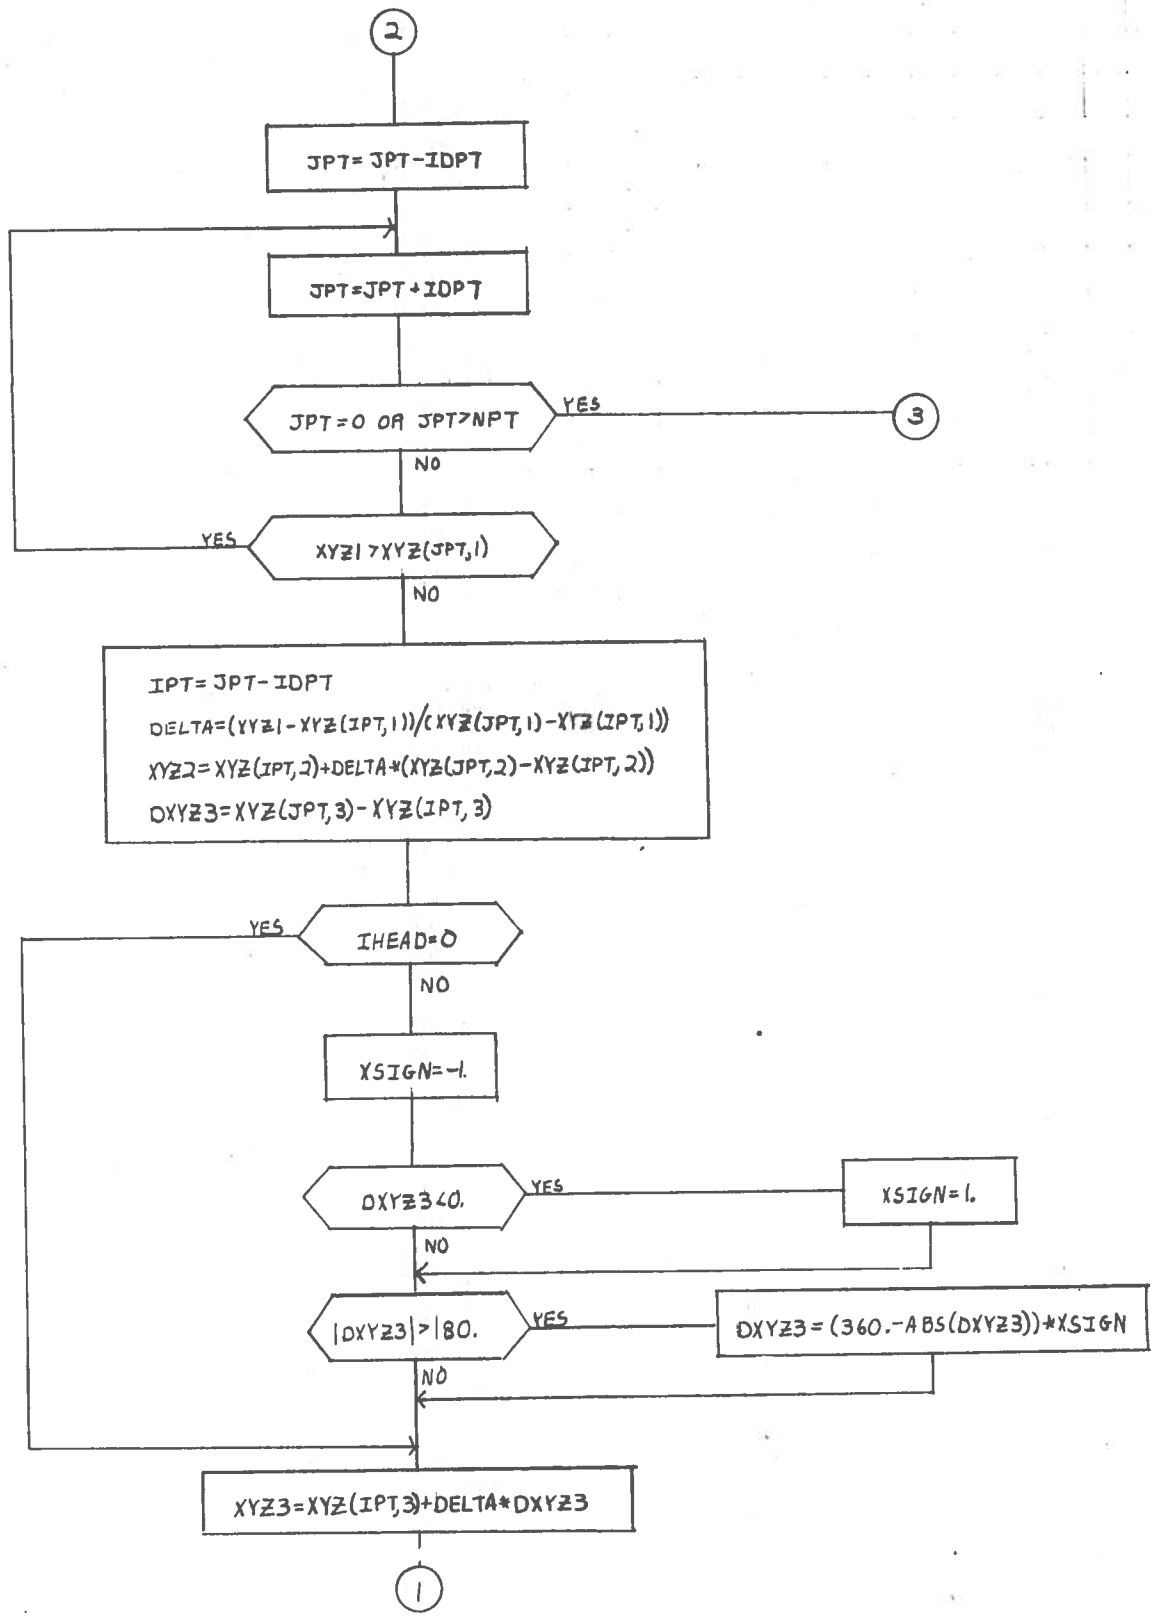 2
JPT=JPT-IDPT
JPT=JPT+IDPT
JPT=0 OR JPT>NPT
YES
3
NO
YES
XYZ1>XYZ(JPT,1)
NO
IPT=JPT-IDPT
DELTA=(XYZ1-XYZ(IPT,1))/(XYZ(JPT,1)-XYZ(IPT,1))
XYZ2=XYZ(IPT,2)+DELTA*(XYZ(JPT,2)-XYZ(IPT,2))
DXYZ3=XYZ(JPT,3)-XYZ(IPT,3)
YES
IHEAD=0
NO
XSIGN=-1.
DXYZ3<0.
YES
XSIGN=1.
NO
|DXYZ3|>180.
YES
DXYZ3=(360.-ABS(DXYZ3))*XSIGN
NO
XYZ3=XYZ(IPT,3)+DELTA*DXYZ3
1